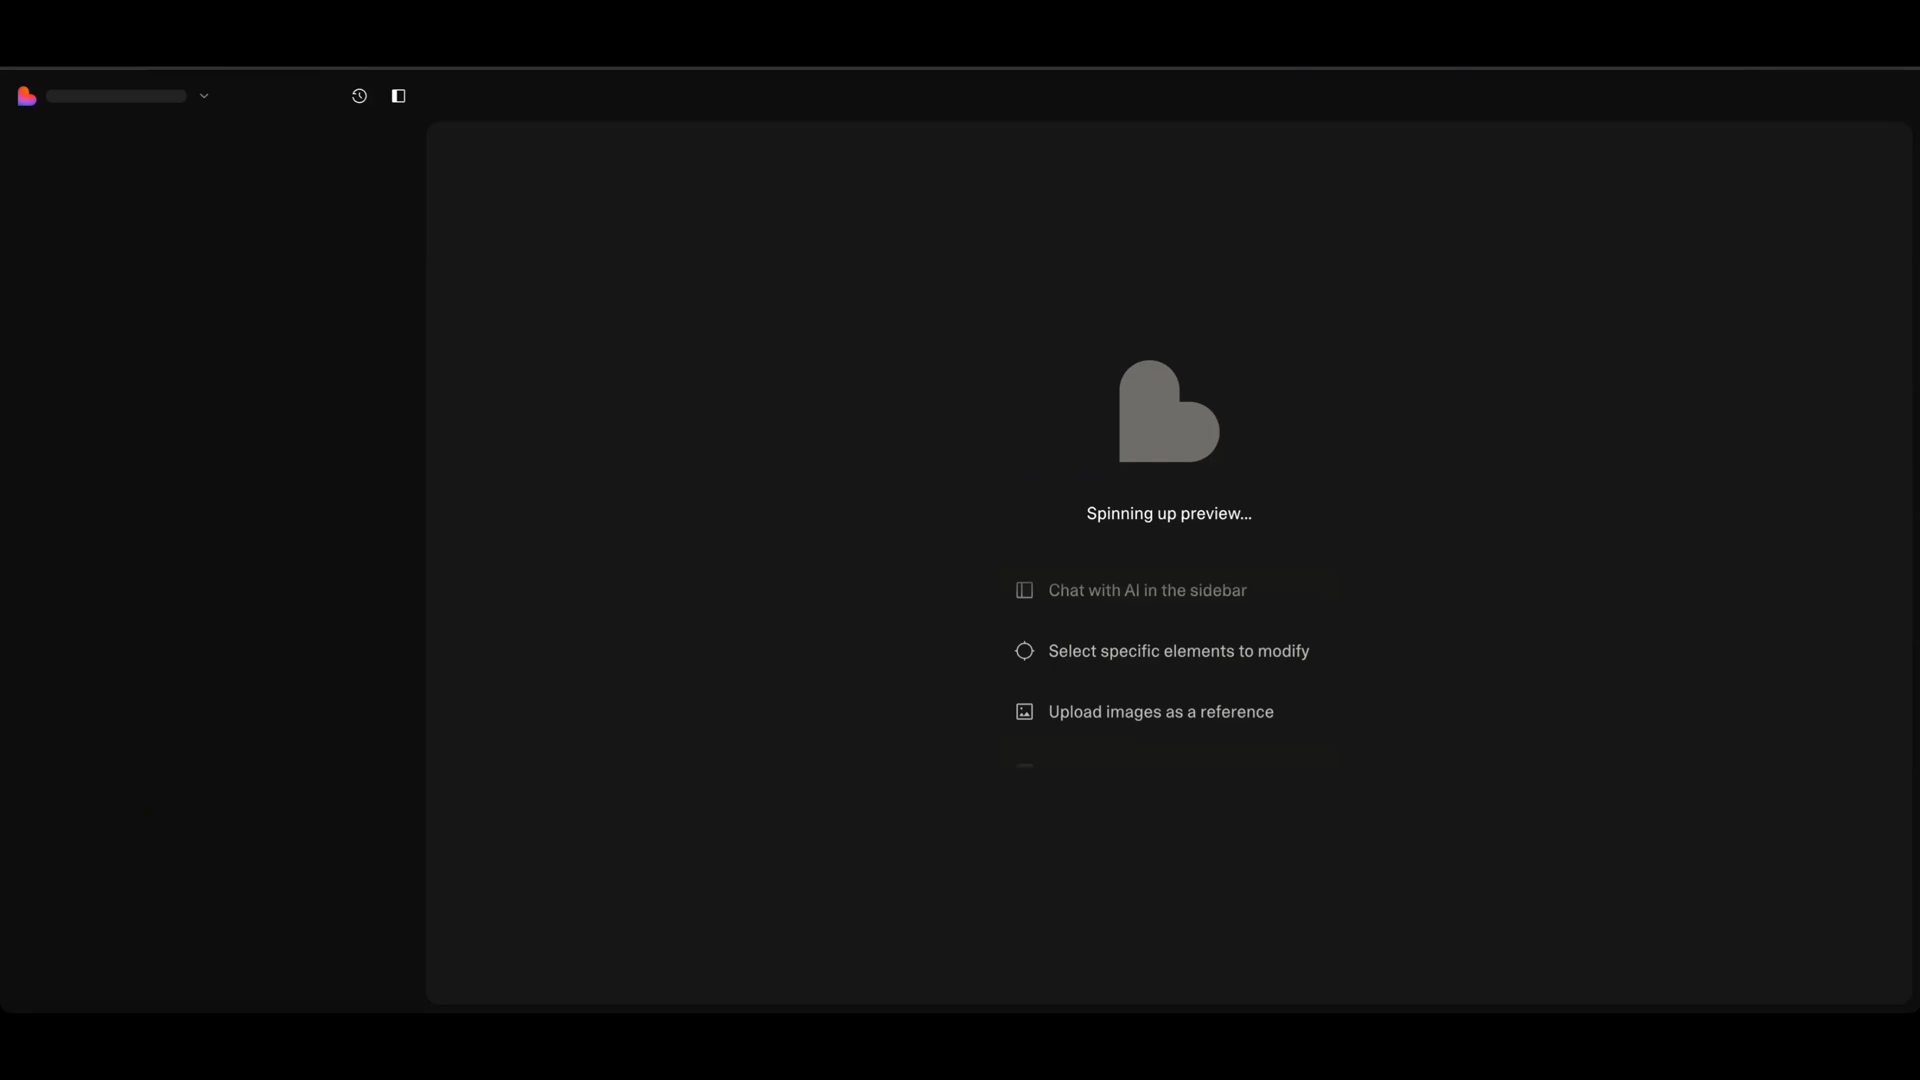 Spinning up preview...
Chat with AI in the sidebar
Select specific elements to modify
Upload images as a reference